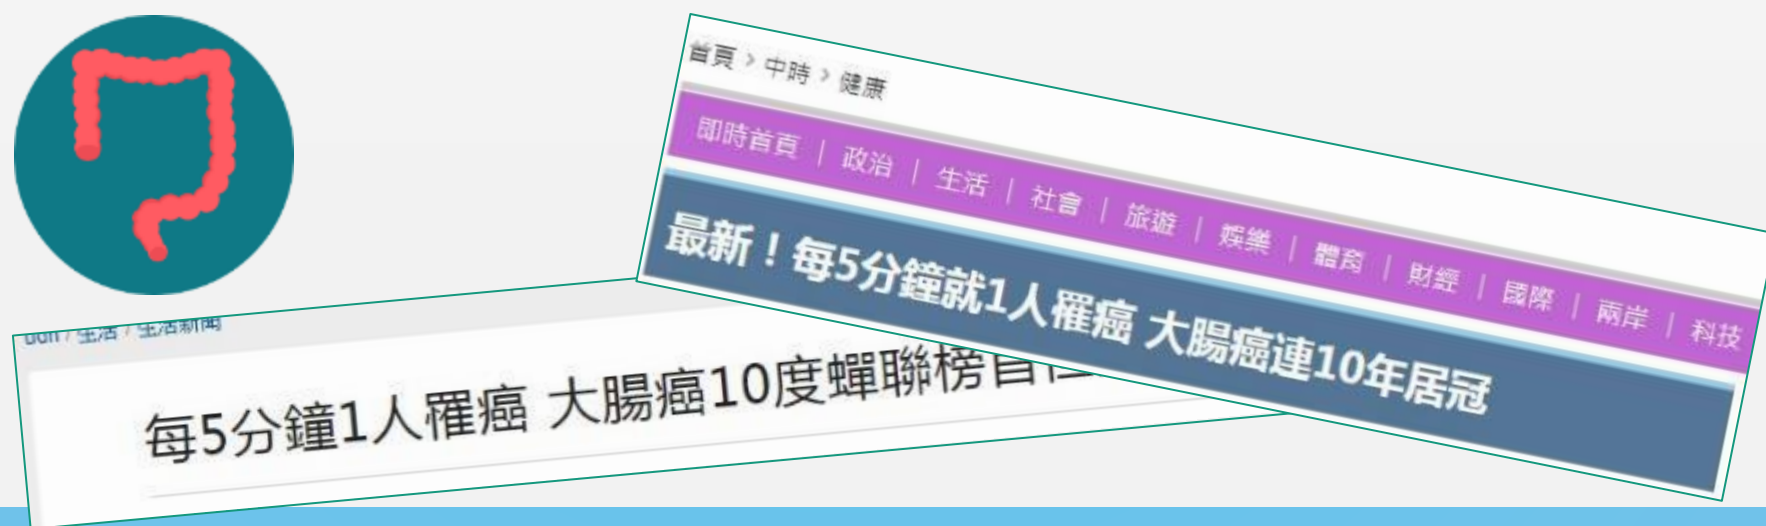 首頁 > 中時 > 健康
即時首頁 | 政治 | 生活 | 社會 | 旅遊 | 娛樂 | 體育 | 財經 | 國際 | 兩岸 | 科技
最新！每5分鐘就1人罹癌 大腸癌連10年居冠
udn / 生活 / 生活新聞
每5分鐘1人罹癌 大腸癌10度蟬聯榜首